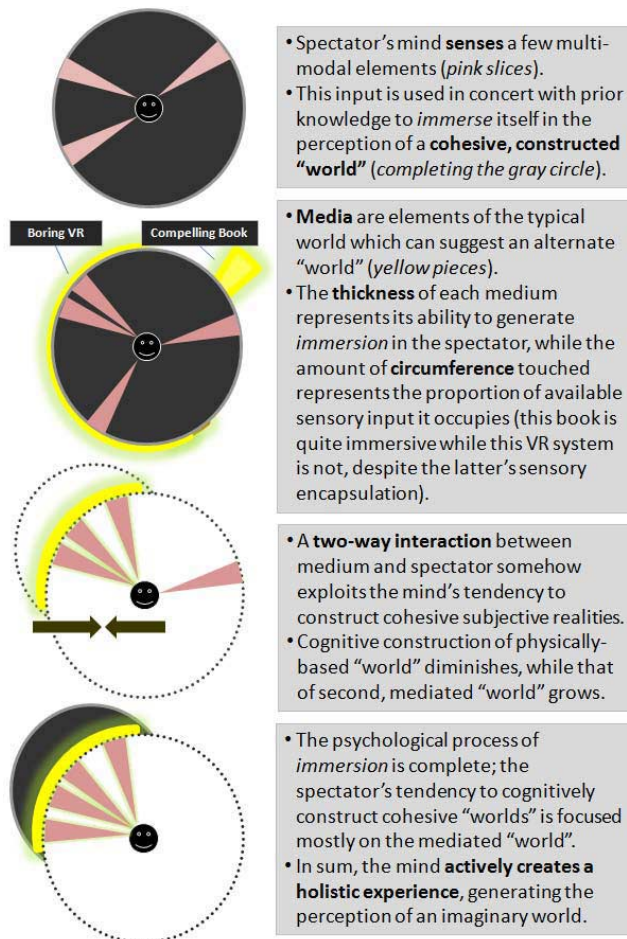 • Spectator's mind senses a few multi-
modal elements (pink slices).
• This input is used in concert with prior
knowledge to immerse itself in the
perception of a cohesive, constructed
"world" (completing the gray circle).
Boring VR
Compelling Book
• Media are elements of the typical
world which can suggest an alternate
"world" (yellow pieces).
• The thickness of each medium
represents its ability to generate
immersion in the spectator, while the
amount of circumference touched
represents the proportion of available
sensory input it occupies (this book is
quite immersive while this VR system
is not, despite the latter's sensory
encapsulation).
• A two-way interaction between
medium and spectator somehow
exploits the mind's tendency to
construct cohesive subjective realities.
• Cognitive construction of physically-
based "world" diminishes, while that
of second, mediated "world" grows.
• The psychological process of
immersion is complete; the
spectator's tendency to cognitively
construct cohesive "worlds" is focused
mostly on the mediated "world".
• In sum, the mind actively creates a
holistic experience, generating the
perception of an imaginary world.